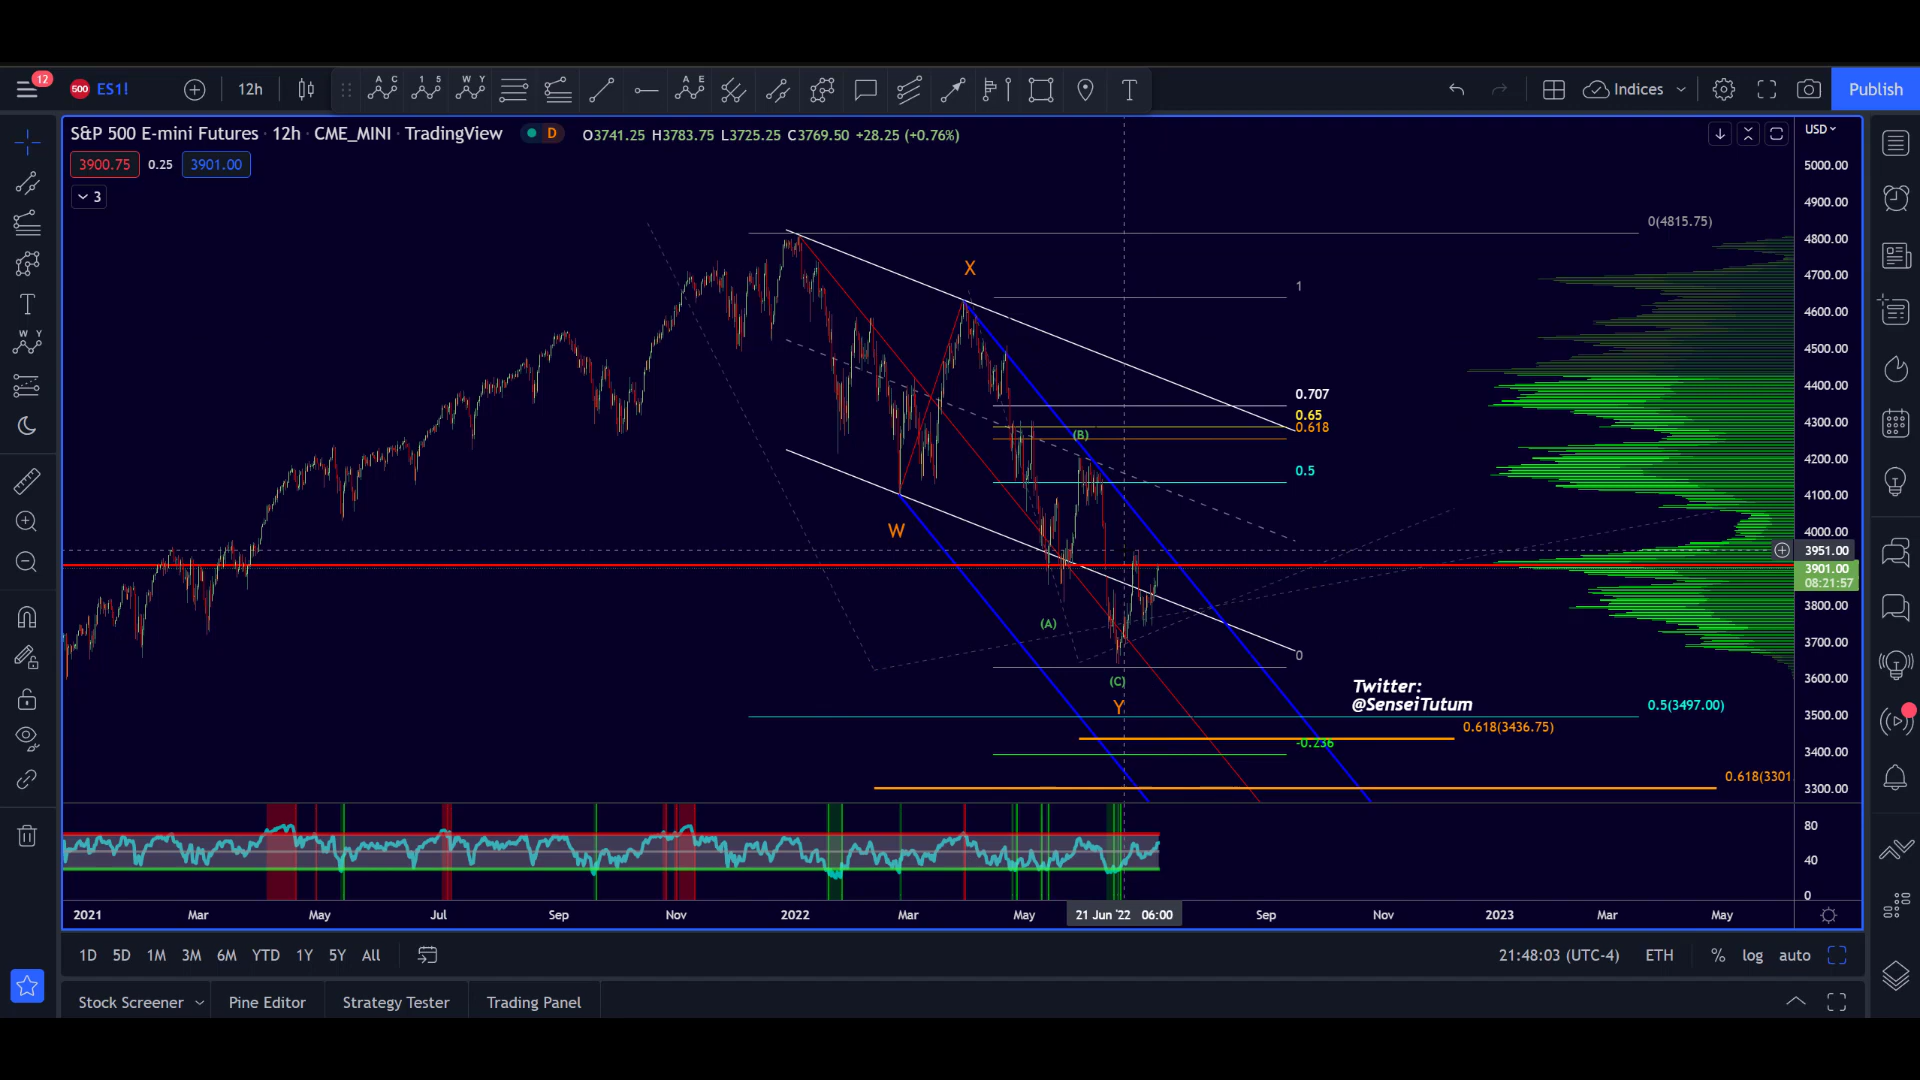 12
500 ES1! 12h A C 1 5 W Y A E Indices Publish
S&P 500 E-mini Futures · 12h · CME_MINI · TradingView D O3741.25 H3783.75 L3725.25 C3769.50 +28.25 (+0.76%)
USD
3900.75 0.25 3901.00
3
5000.00
4900.00
0(4815.75)
4800.00
X
4700.00
1
4600.00
4500.00
0.707
4400.00
0.65
0.618
4300.00
(B)
0.5
4200.00
4100.00
W
4000.00
3951.00
3901.00
08:21:57
3800.00
(A)
3700.00
0
(C)
3600.00
Twitter:
@SenseiTutum
Y
0.5(3497.00)
3500.00
0.618(3436.75)
-0.236
3400.00
0.618(3301
3300.00
80
40
0
2021 Mar May Jul Sep Nov 2022 Mar May 21 Jun '22 06:00 Sep Nov 2023 Mar May
1D 5D 1M 3M 6M YTD 1Y 5Y All 21:48:03 (UTC-4) ETH % log auto
Stock Screener Pine Editor Strategy Tester Trading Panel
T
W Y
T